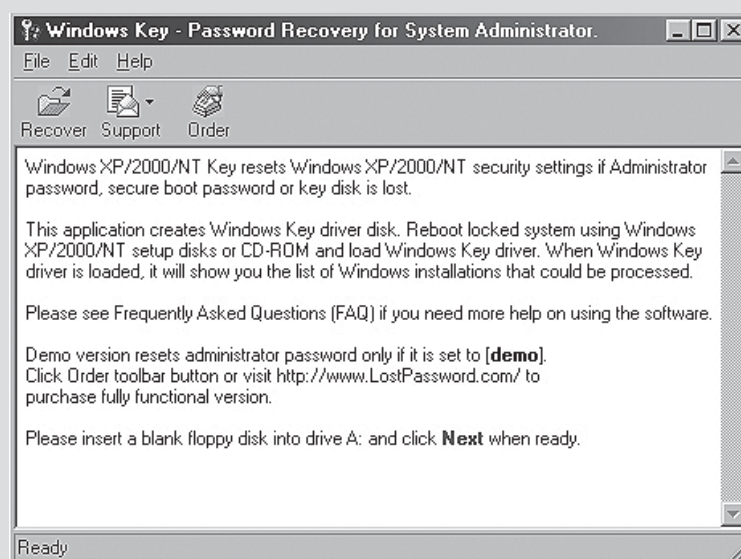 Windows Key - Password Recovery for System Administrator.
File Edit Help
Recover Support Order
Windows XP/2000/NT Key resets Windows XP/2000/NT security settings if Administrator
password, secure boot password or key disk is lost.
This application creates Windows Key driver disk. Reboot locked system using Windows
XP/2000/NT setup disks or CD-ROM and load Windows Key driver. When Windows Key
driver is loaded, it will show you the list of Windows installations that could be processed.
Please see Frequently Asked Questions (FAQ) if you need more help on using the software.
Demo version resets administrator password only if it is set to [demo].
Click Order toolbar button or visit http://www.LostPassword.com/ to
purchase fully functional version.
Please insert a blank floppy disk into drive A: and click Next when ready.
Ready